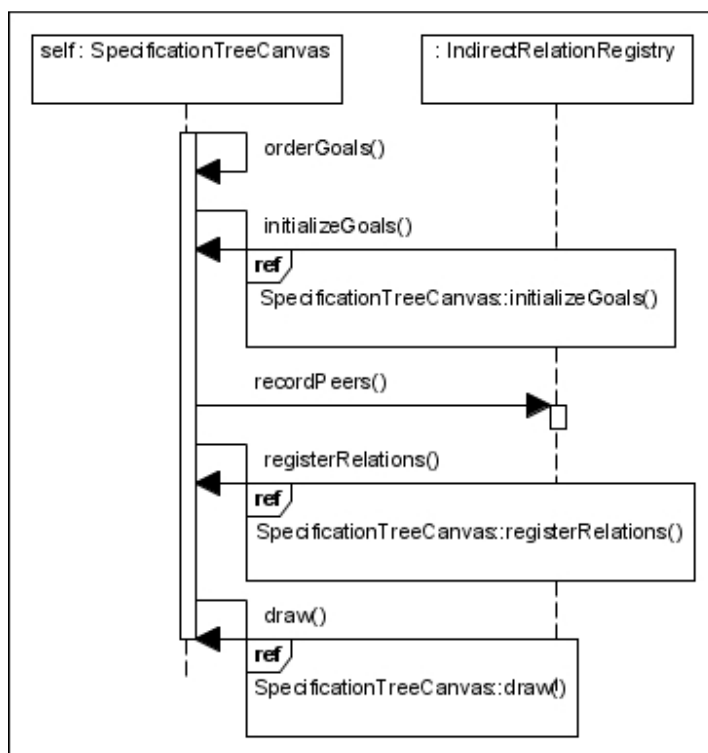 self : SpecificationTreeCanvas
: IndirectRelationRegistry
orderGoals()
initializeGoals()
ref
SpecificationTreeCanvas::initializeGoals()
recordPeers()
registerRelations()
ref
SpecificationTreeCanvas::registerRelations()
draw()
ref
SpecificationTreeCanvas::draw()